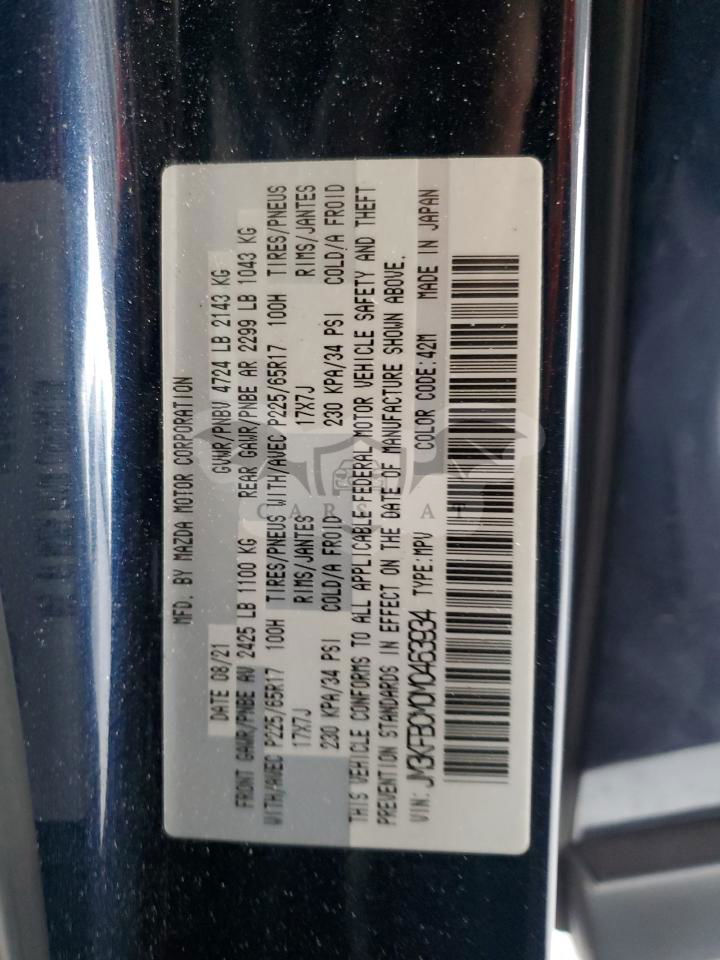 MFD. BY MAZDA MOTOR CORPORATION
DATE 08/21 GVWR/PNBV 4724 LB 2143 KG
FRONT GAWR/PNBE AV 2425 LB 1100 KG REAR GAWR/PNBE AR 2299 LB 1043 KG
WITH/AVEC P225/65R17 100H TIRES/PNEUS WITH/AVEC P225/65R17 100H TIRES/PNEUS
17X7J RIMS/JANTES 17X7J RIMS/JANTES
230 KPA/34 PSI COLD/A FROID 230 KPA/34 PSI COLD/A FROID
THIS VEHICLE CONFORMS TO ALL APPLICABLE FEDERAL MOTOR VEHICLE SAFETY AND THEFT
PREVENTION STANDARDS IN EFFECT ON THE DATE OF MANUFACTURE SHOWN ABOVE.
VIN: JM3KFBCM0M0463934 TYPE:MPV COLOR CODE:42M MADE IN JAPAN